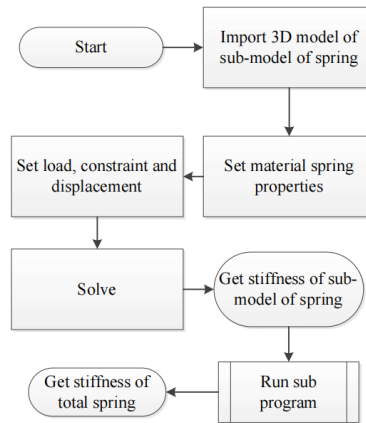 Start
Import 3D model of
sub-model of spring
Set material spring
properties
Set load, constraint and
displacement
Solve
Get stiffness of sub-
model of spring
Run sub
program
Get stiffness of
total spring